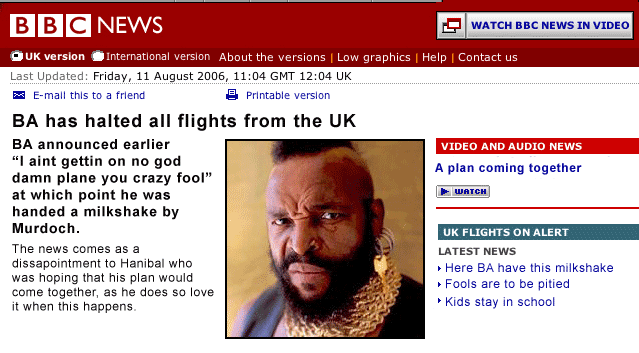 BBC NEWS
WATCH BBC NEWS IN VIDEO
UK version International version About the versions | Low graphics | Help | Contact us
Last Updated: Friday, 11 August 2006, 11:04 GMT 12:04 UK
E-mail this to a friend Printable version
BA has halted all flights from the UK
BA announced earlier
“I aint gettin on no god
damn plane you crazy fool”
at which point he was
handed a milkshake by
Murdoch.
The news comes as a
dissapointment to Hanibal who
was hoping that his plan would
come together, as he does so love
it when this happens.
VIDEO AND AUDIO NEWS
A plan coming together
WATCH
UK FLIGHTS ON ALERT
LATEST NEWS
Here BA have this milkshake
Fools are to be pitied
Kids stay in school